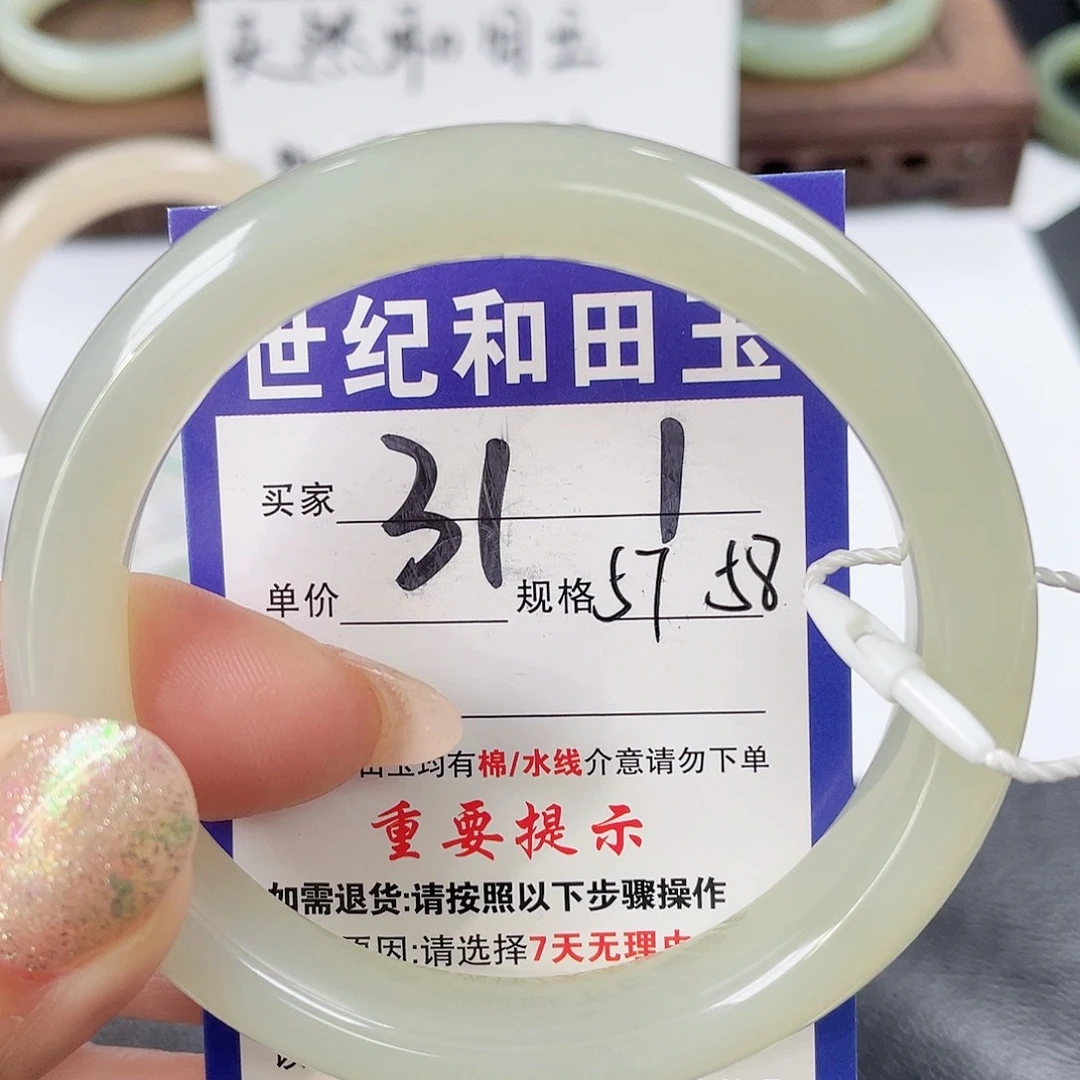 天然和田玉
世纪和田玉
买家 31 1
单价 规格 57 58
田玉均有棉/水线介意请勿下单
重要提示
如需退货:请按照以下步骤操作
原因:请选择7天无理由